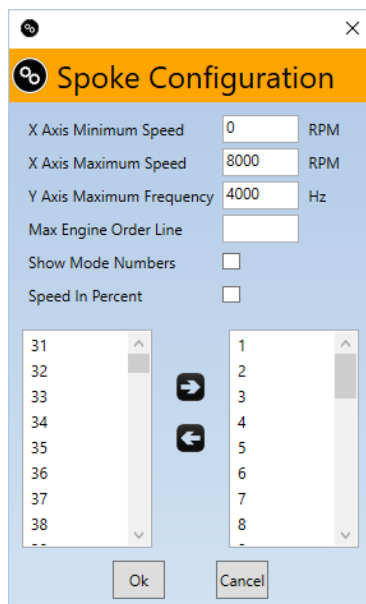 Spoke Configuration
X Axis Minimum Speed 0 RPM
X Axis Maximum Speed 8000 RPM
Y Axis Maximum Frequency 4000 Hz
Max Engine Order Line
Show Mode Numbers
Speed In Percent
31 1
32 2
33 3
34 4
35 5
36 6
37 7
38 8
Ok Cancel